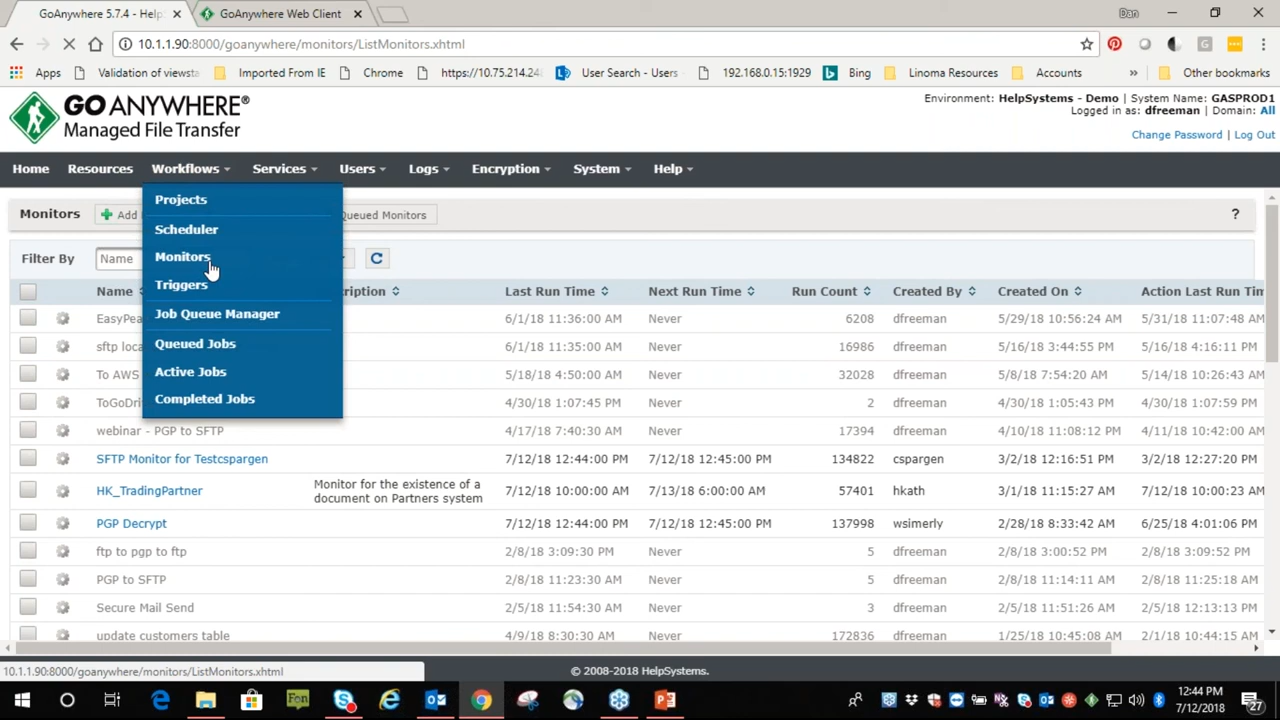 GoAnywhere 5.7.4 - Help
GoAnywhere Web Client
Dan
10.1.1.90:8000/goanywhere/monitors/ListMonitors.xhtml
Apps Validation of viewsta Imported From IE Chrome https://10.75.214.24 User Search - Users 192.168.0.15:1929 Bing Linoma Resources Accounts » Other bookmarks
GO ANYWHERE®
Managed File Transfer
Environment: HelpSystems - Demo | System Name: GASPROD1
Logged in as: dfreeman | Domain: All
Change Password | Log Out
Home Resources Workflows Services Users Logs Encryption System Help
Projects
Scheduler
Monitors
Triggers
Job Queue Manager
Queued Jobs
Active Jobs
Completed Jobs
Monitors Add Queued Monitors ?
Filter By Name
Name ription Last Run Time Next Run Time Run Count Created By Created On Action Last Run Tim
EasyPea 6/1/18 11:36:00 AM Never 6208 dfreeman 5/29/18 10:56:24 AM 5/31/18 11:07:48 AM
sftp loca 6/1/18 11:35:00 AM Never 16986 dfreeman 5/16/18 3:44:55 PM 5/16/18 4:16:11 PM
To AWS 5/18/18 4:50:00 AM Never 32028 dfreeman 5/8/18 7:54:20 AM 5/14/18 10:26:43 AM
ToGoDri 4/30/18 1:07:45 PM Never 2 dfreeman 4/30/18 1:05:43 PM 4/30/18 1:07:59 PM
webinar - PGP to SFTP 4/17/18 7:40:30 AM Never 17394 dfreeman 4/10/18 11:08:12 PM 4/11/18 10:42:00 AM
SFTP Monitor for Testcspargen 7/12/18 12:44:00 PM 7/12/18 12:45:00 PM 134822 cspargen 3/2/18 12:16:51 PM 3/2/18 12:27:20 PM
HK_TradingPartner Monitor for the existence of a document on Partners system 7/12/18 10:00:00 AM 7/13/18 6:00:00 AM 57401 hkath 3/1/18 11:15:27 AM 7/12/18 10:00:23 AM
PGP Decrypt 7/12/18 12:44:00 PM 7/12/18 12:45:00 PM 137998 wsimerly 2/28/18 8:33:42 AM 6/25/18 4:01:06 PM
ftp to pgp to ftp 2/8/18 3:09:30 PM Never 5 dfreeman 2/8/18 3:00:52 PM 2/8/18 3:09:52 PM
PGP to SFTP 2/8/18 11:23:30 AM Never 5 dfreeman 2/8/18 11:14:11 AM 2/8/18 11:25:18 AM
Secure Mail Send 2/5/18 11:54:30 AM Never 3 dfreeman 2/5/18 11:51:26 AM 2/5/18 12:13:13 PM
update customers table 4/9/18 8:30:30 AM Never 172836 dfreeman 1/25/18 10:45:08 AM 2/1/18 10:44:15 AM
10.1.1.90:8000/goanywhere/monitors/ListMonitors.xhtml
© 2008-2018 HelpSystems.
Fon
12:44 PM
7/12/2018
27